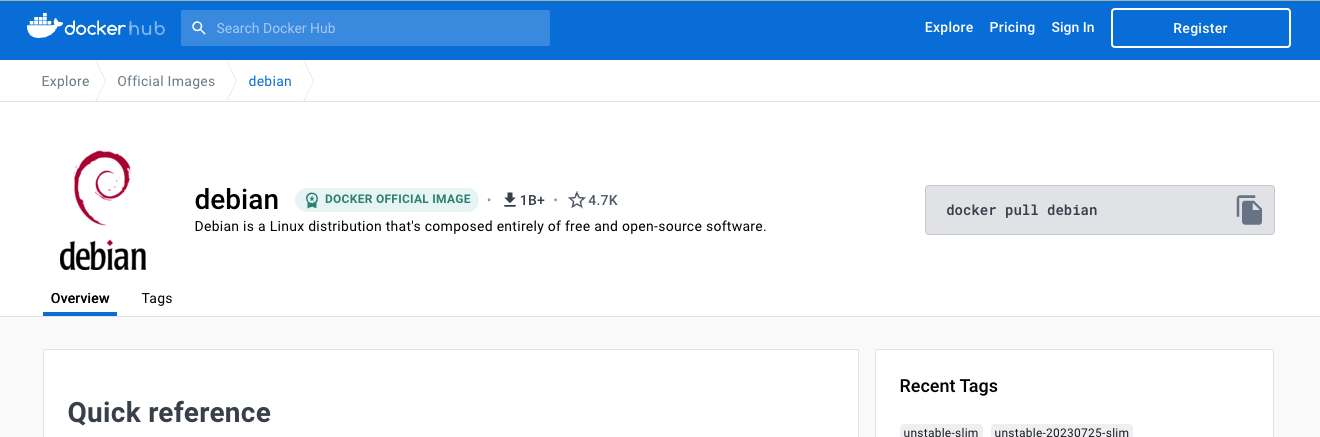 dockerhub
Search Docker Hub
Explore
Pricing
Sign In
Register
Explore
Official Images
debian
debian
debian
DOCKER OFFICIAL IMAGE
1B+
4.7K
Debian is a Linux distribution that's composed entirely of free and open-source software.
docker pull debian
Overview
Tags
Quick reference
Recent Tags
unstable-slim
unstable-20230725-slim